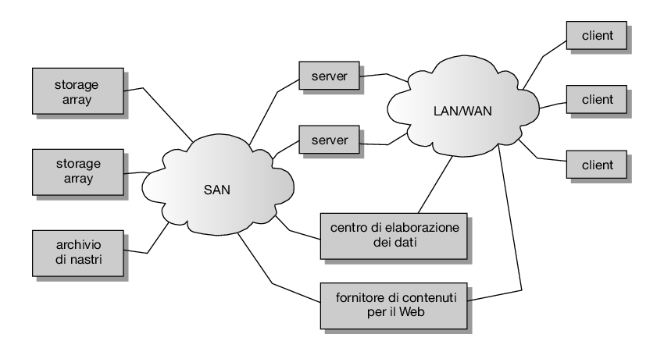 storage
array
storage
array
archivio
di nastri
SAN
server
server
LAN/WAN
client
client
client
centro di elaborazione
dei dati
fornitore di contenuti
per il Web